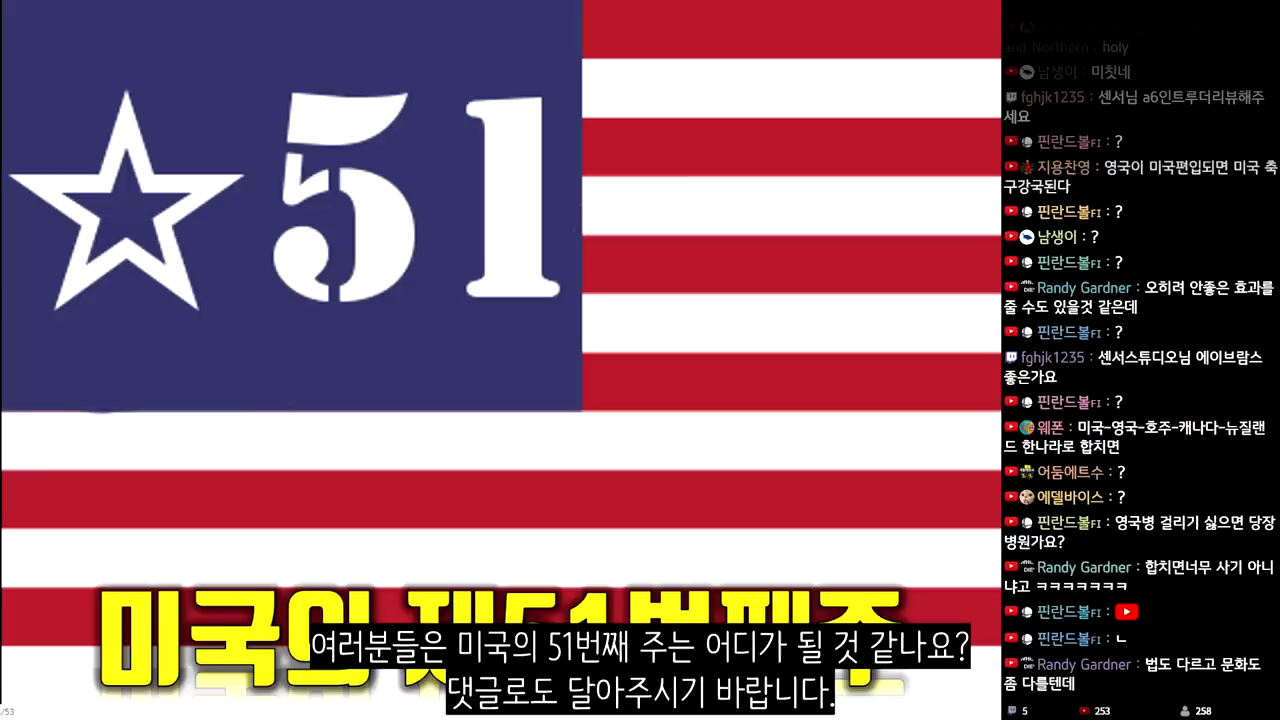 51
미국의 제51번째주
여러분들은 미국의 51번째 주는 어디가 될 것 같나요?
댓글로도 달아주시기 바랍니다.
/53
and Northern : holy
남생이 : 미칫네
fghjk1235 : 센서님 a6인트루더리뷰해주
세요
핀란드볼FI : ?
지용찬영 : 영국이 미국편입되면 미국 축
구강국된다
핀란드볼FI : ?
남생이 : ?
핀란드볼FI : ?
Randy Gardner : 오히려 안좋은 효과를
줄 수도 있을것 같은데
핀란드볼FI : ?
fghjk1235 : 센서스튜디오님 에이브람스
좋은가요
핀란드볼FI : ?
웨폰 : 미국-영국-호주-캐나다-뉴질랜
드 한나라로 합치면
어둠에트수 : ?
에델바이스 : ?
핀란드볼FI : 영국병 걸리기 싫으면 당장
병원가요?
Randy Gardner : 합치면너무 사기 아니
냐고 ㅋㅋㅋㅋㅋㅋㅋ
핀란드볼FI :
핀란드볼FI : ㄴ
Randy Gardner : 법도 다르고 문화도
좀 다를텐데
5 253 258